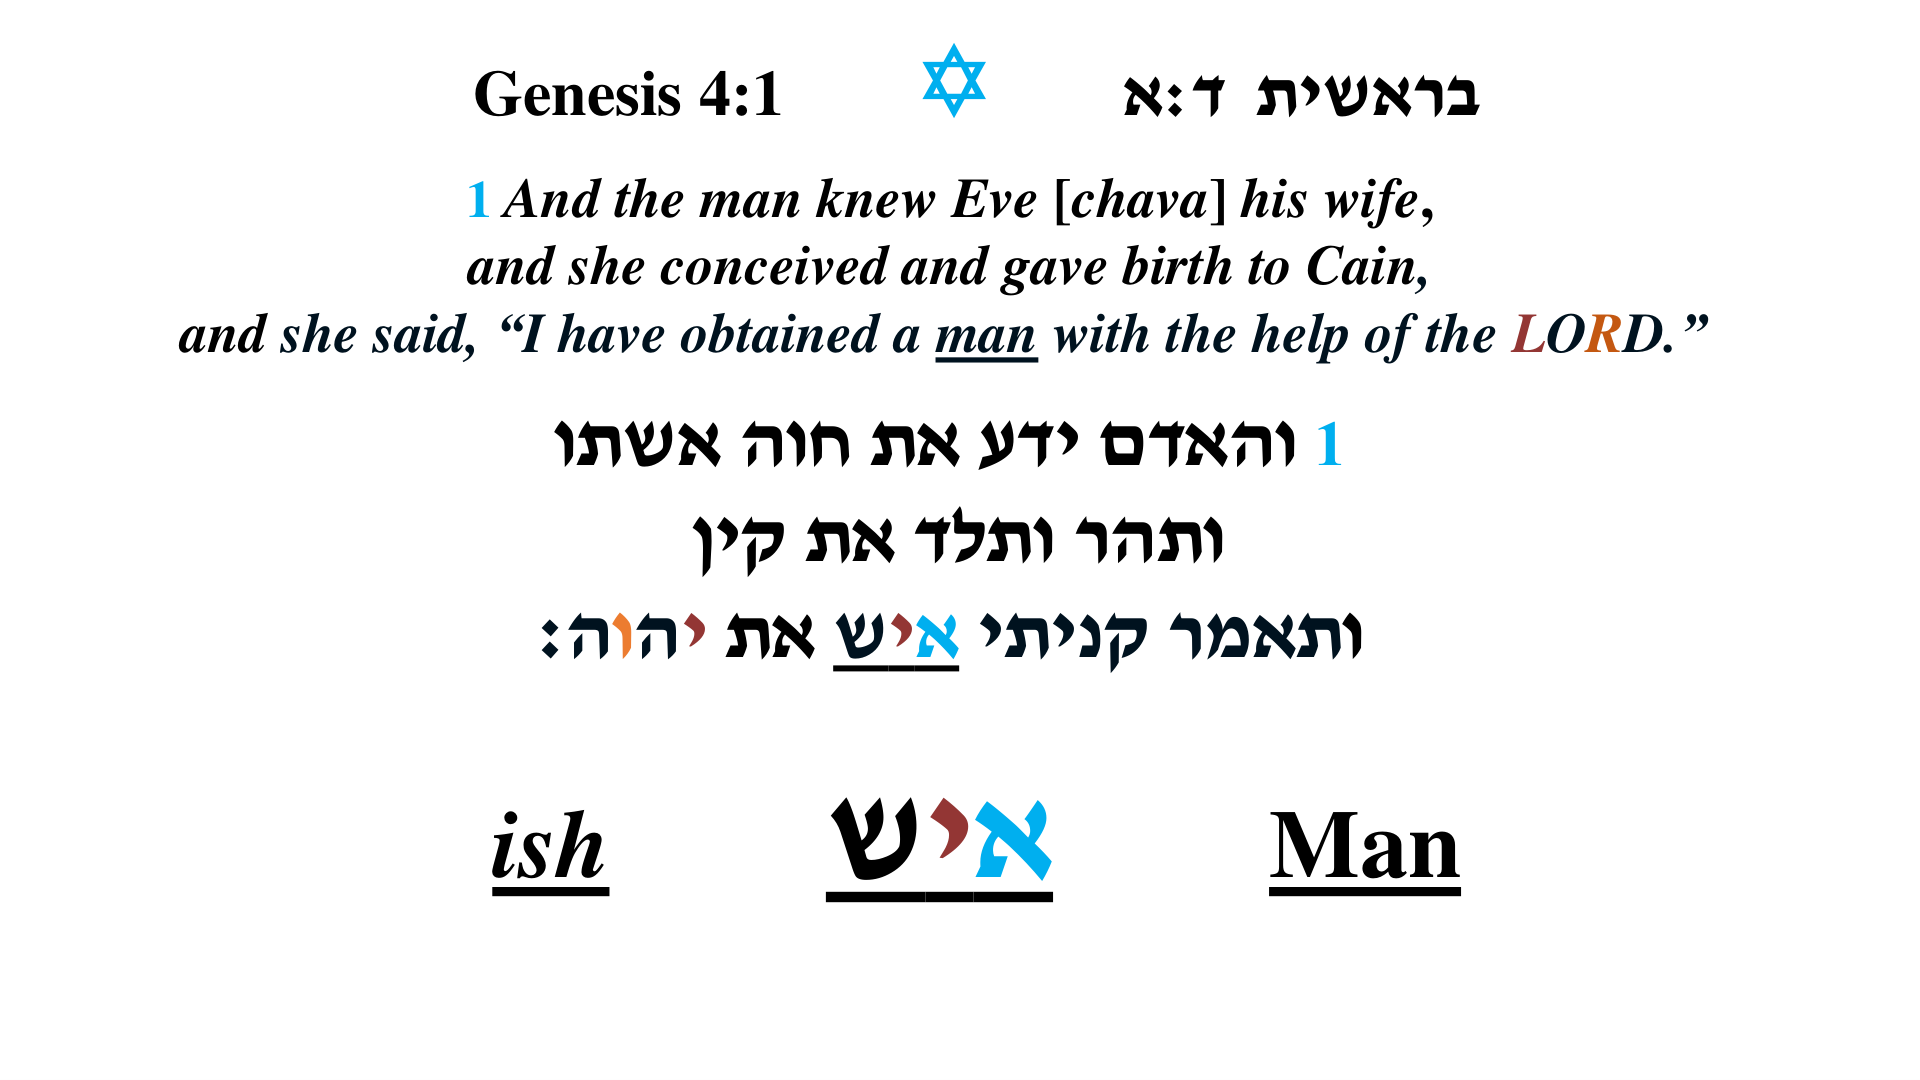 Genesis 4:1 ✡ בראשית ד:א
1 And the man knew Eve [chava] his wife,
and she conceived and gave birth to Cain,
and she said, “I have obtained a man with the help of the LORD.”
1 והאדם ידע את חוה אשתו
ותהר ותלד את קין
ותאמר קניתי איש את יהוה:
ish איש Man